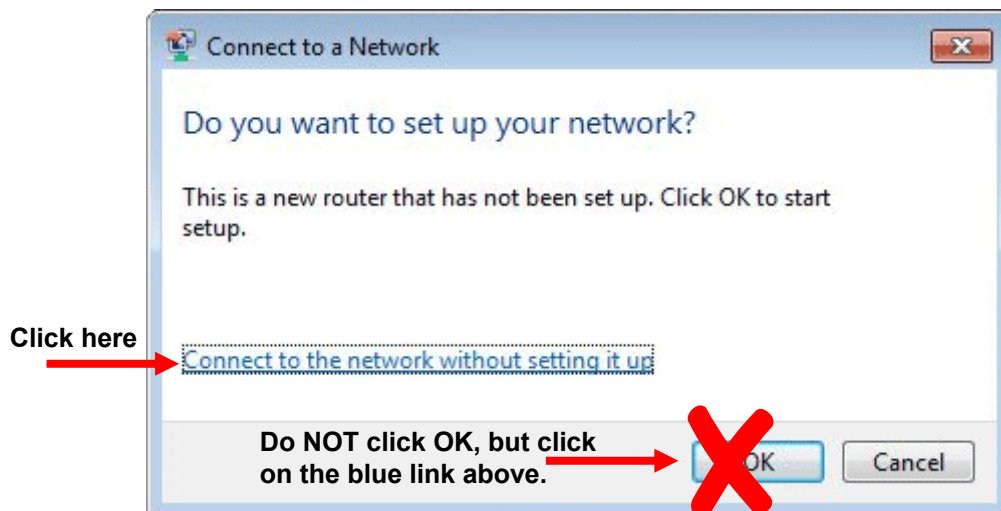 Connect to a Network
Do you want to set up your network?
This is a new router that has not been set up. Click OK to start
setup.
Click here
Connect to the network without setting it up
Do NOT click OK, but click
on the blue link above.
OK
Cancel